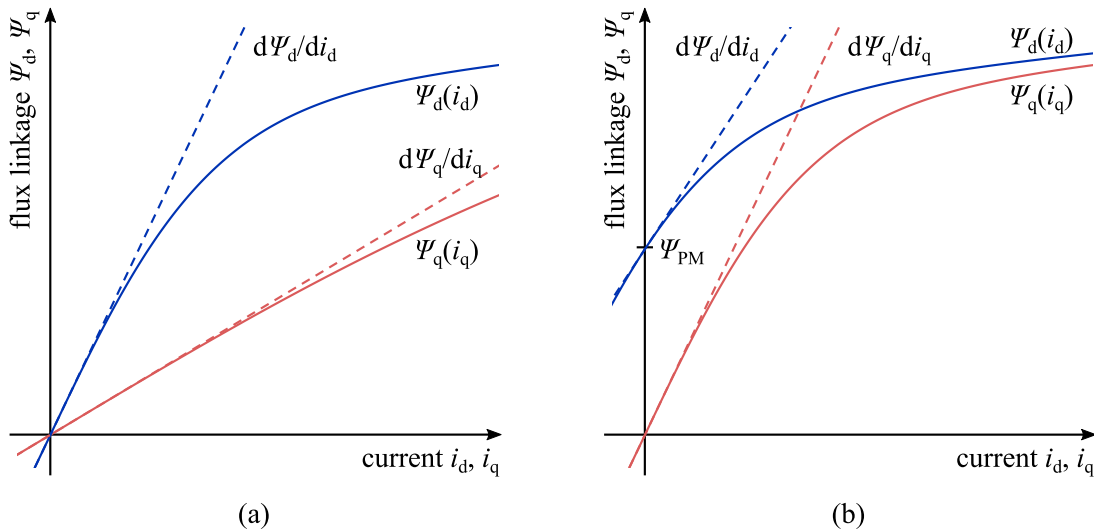 flux linkage Ψd, Ψq
dΨd/did
Ψd(id)
dΨq/diq
Ψq(iq)
current id, iq
(a)
flux linkage Ψd, Ψq
dΨd/did
dΨq/diq
Ψd(id)
Ψq(iq)
ΨPM
current id, iq
(b)